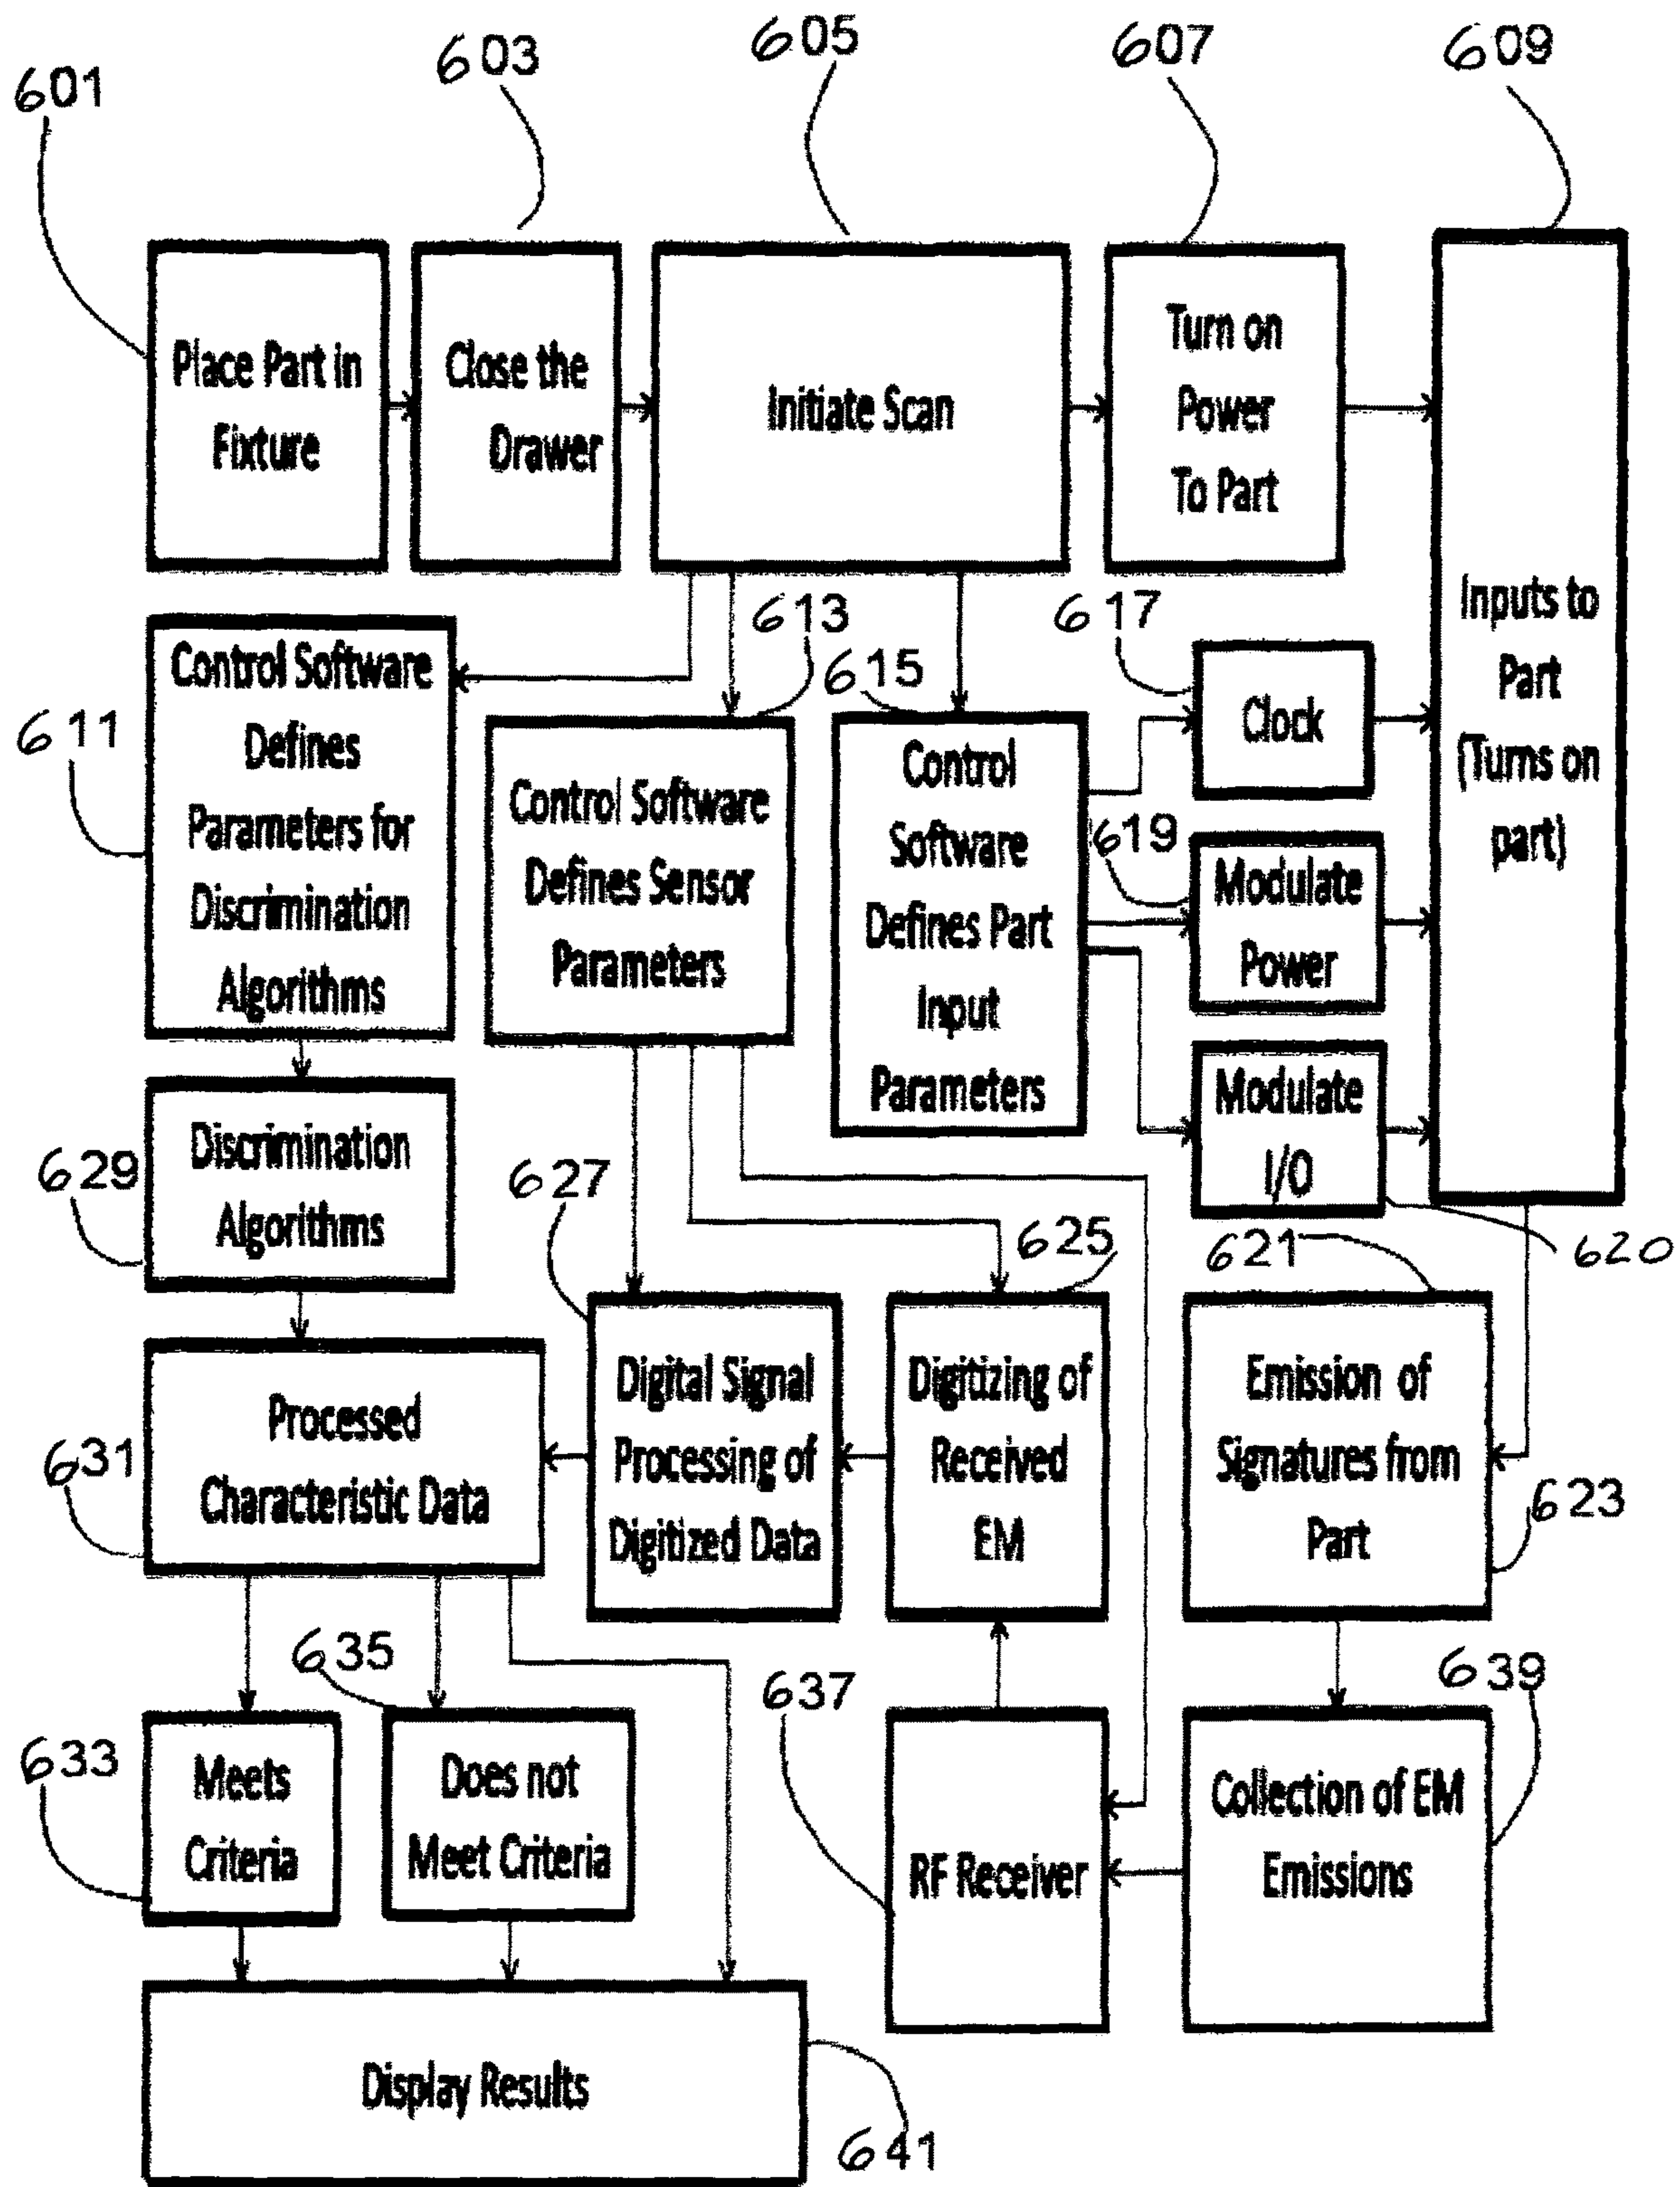 601
603
605
607
609
Place Part in
Fixture
Close the
Drawer
Initiate Scan
Turn on
Power
To Part
Inputs to
Part
(Turns on
part)
611
613
615
617
619
620
Control Software
Defines
Parameters for
Discrimination
Algorithms
Control Software
Defines Sensor
Parameters
Control
Software
Defines Part
Input
Parameters
Clock
Modulate
Power
Modulate
I/O
629
627
625
621
623
Discrimination
Algorithms
Processed
Characteristic Data
Digital Signal
Processing of
Digitized Data
Digitizing of
Received
EM
Emission of
Signatures from
Part
631
633
635
637
639
Meets
Criteria
Does not
Meet Criteria
RF Receiver
Collection of EM
Emissions
Display Results
641